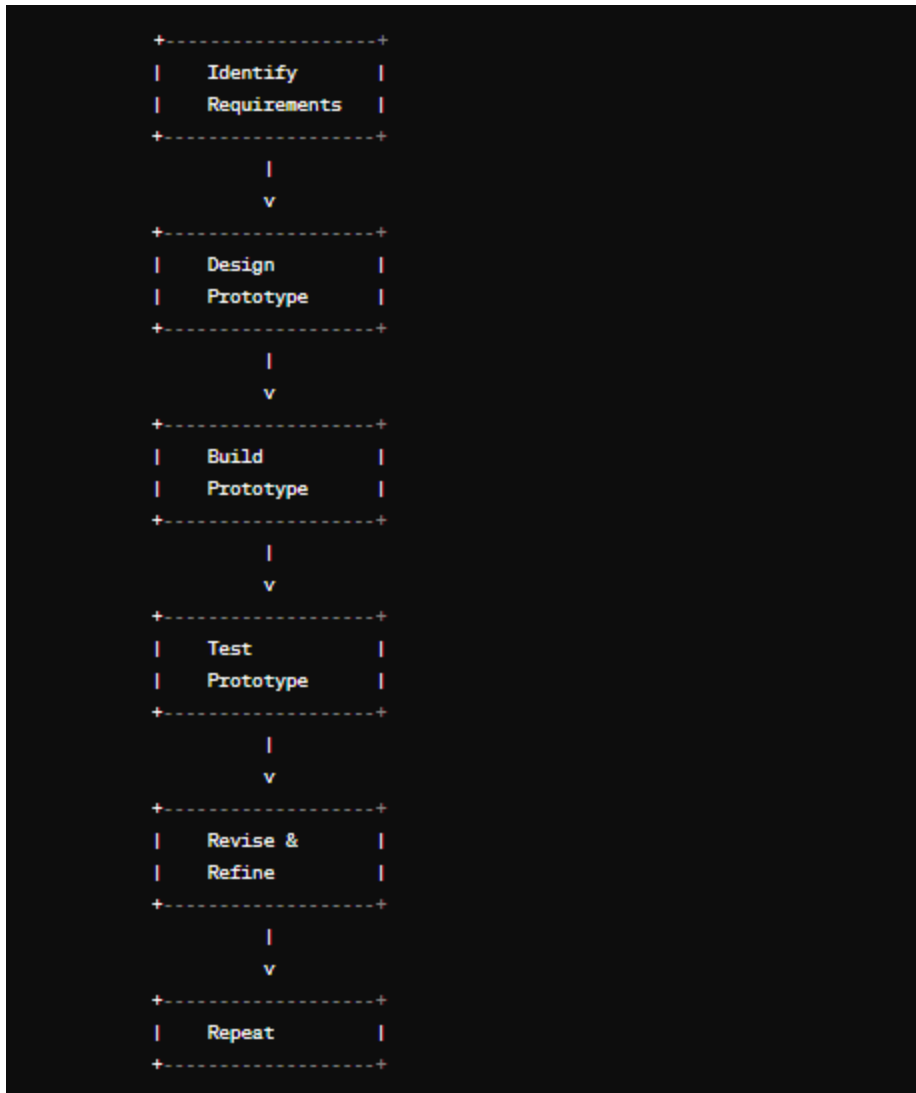 +-------------------+
|    Identify       |
|    Requirements   |
+-------------------+
          |
          v
+-------------------+
|    Design         |
|    Prototype      |
+-------------------+
          |
          v
+-------------------+
|    Build          |
|    Prototype      |
+-------------------+
          |
          v
+-------------------+
|    Test           |
|    Prototype      |
+-------------------+
          |
          v
+-------------------+
|    Revise &       |
|    Refine         |
+-------------------+
          |
          v
+-------------------+
|    Repeat         |
+-------------------+